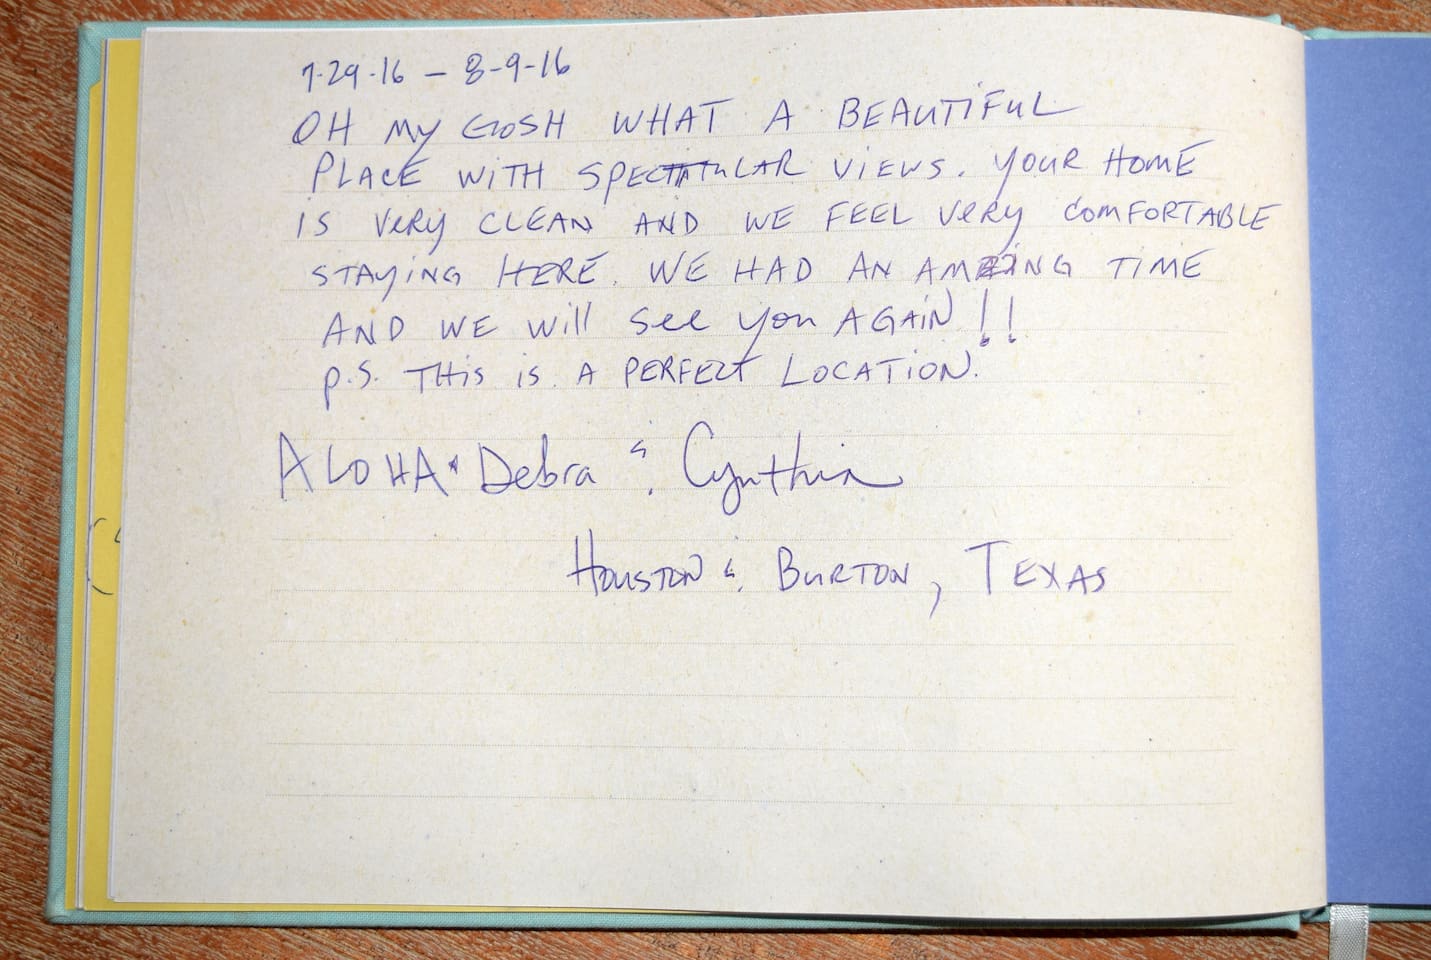 7-29-16 – 8-9-16
OH My GOSH WHAT A BEAUTiFUL
PLACE WiTH SPECTATULAR ViEWS. YOUR HOME
IS VeRy CLEAN AND WE FEEL VeRy COMFORTABLE
STAYiNG HERE. WE HAD AN AMAZING TiME
AND WE Will See you AGAiN!!
P.S. THis is A PERFECT LOCATION.
ALOHA • Debra & Cynthia
HOUSTON & BURTON, TEXAS